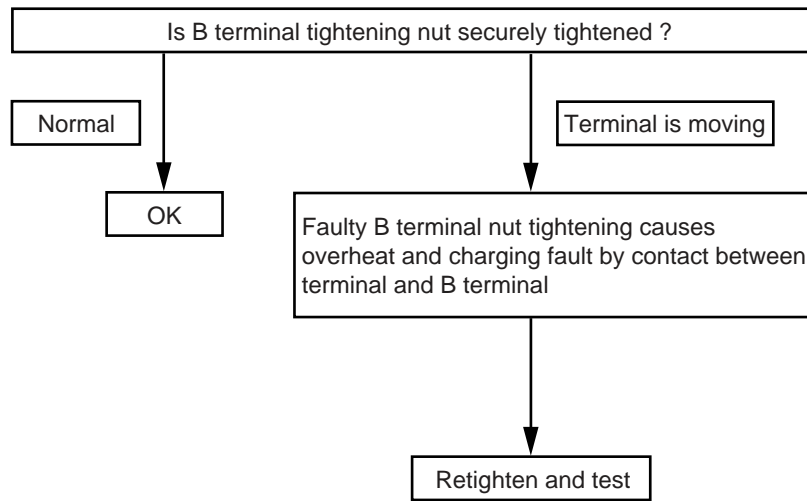 Is B terminal tightening nut securely tightened ?
Normal
Terminal is moving
OK
Faulty B terminal nut tightening causes
overheat and charging fault by contact between
terminal and B terminal
Retighten and test